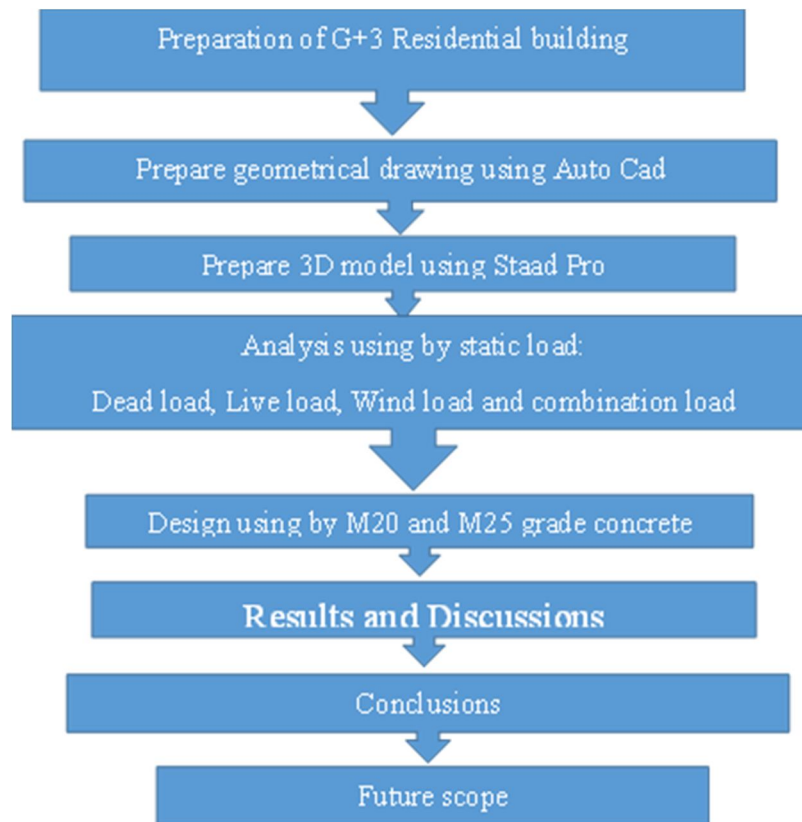 Preparation of G+3 Residential building
Prepare geometrical drawing using Auto Cad
Prepare 3D model using Staad Pro
Analysis using by static load:
Dead load, Live load, Wind load and combination load
Design using by M20 and M25 grade concrete
Results and Discussions
Conclusions
Future scope